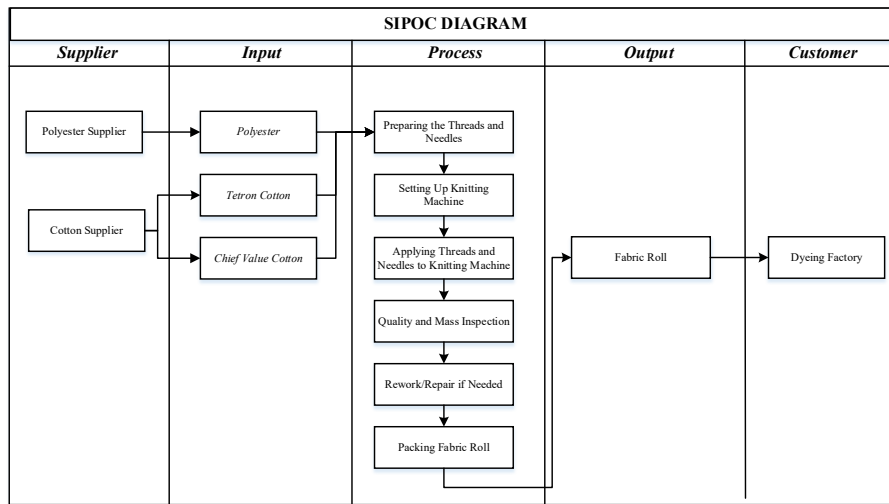 SIPOC DIAGRAM
Supplier
Input
Process
Output
Customer
Polyester Supplier
Polyester
Preparing the Threads and
Needles
Tetron Cotton
Setting Up Knitting
Machine
Cotton Supplier
Chief Value Cotton
Applying Threads and
Needles to Knitting Machine
Fabric Roll
Dyeing Factory
Quality and Mass Inspection
Rework/Repair if Needed
Packing Fabric Roll